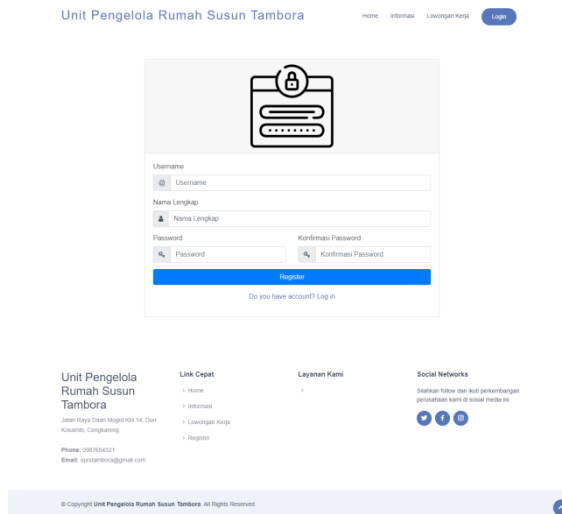 Unit Pengelola Rumah Susun Tambora
Home Informasi Lowongan Kerja Login
Username
@ Username
Nama Lengkap
Nama Lengkap
Password Konfirmasi Password
Password Konfirmasi Password
Register
Do you have account? Log in
Unit Pengelola
Rumah Susun
Tambora
Jalan Raya Daan Mogot KM.14, Duri
Kosambi, Cengkareng.
Phone: 0987654321
Email: uprstambora@gmail.com
Link Cepat
> Home
> Informasi
> Lowongan Kerja
> Register
Layanan Kami
>
Social Networks
Silahkan follow dan ikuti perkembangan
perusahaan kami di sosial media ini
© Copyright Unit Pengelola Rumah Susun Tambora. All Rights Reserved